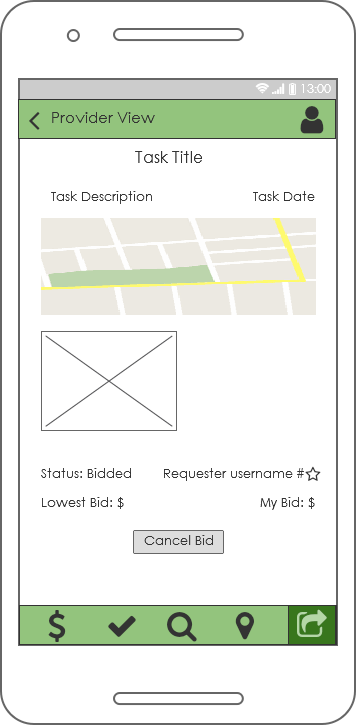 13:00
Provider View
Task Title
Task Description Task Date
Status: Bidded Requester username #
Lowest Bid: $ My Bid: $
Cancel Bid
$